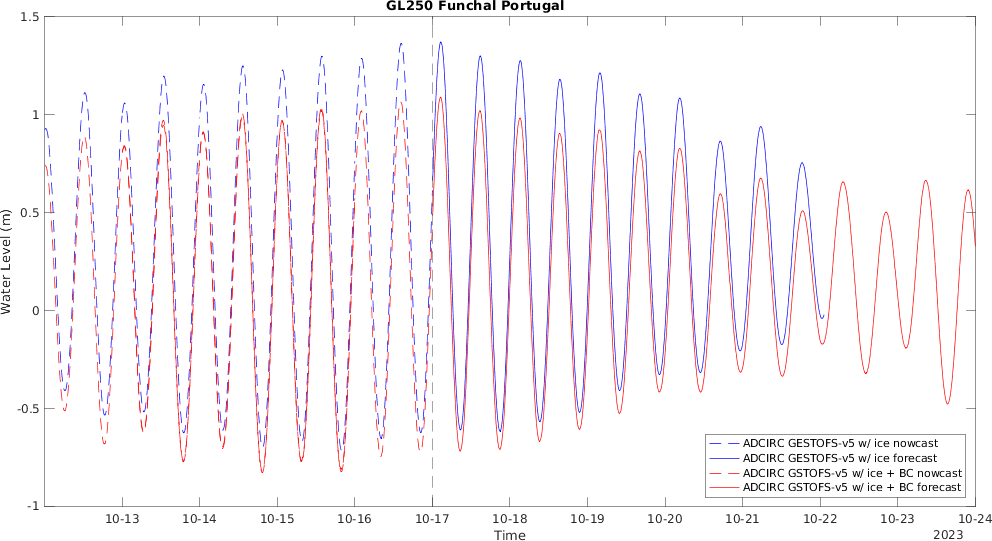 GL250 Funchal Portugal
1.5
1
0.5
0
-0.5
-1
Water Level (m)
10-13 10-14 10-15 10-16 10-17 10-18 10-19 10-20 10-21 10-22 10-23 10-24
2023
Time
ADCIRC GESTOFS-v5 w/ ice nowcast
ADCIRC GESTOFS-v5 w/ ice forecast
ADCIRC GSTOFS-v5 w/ ice + BC nowcast
ADCIRC GSTOFS-v5 w/ ice + BC forecast